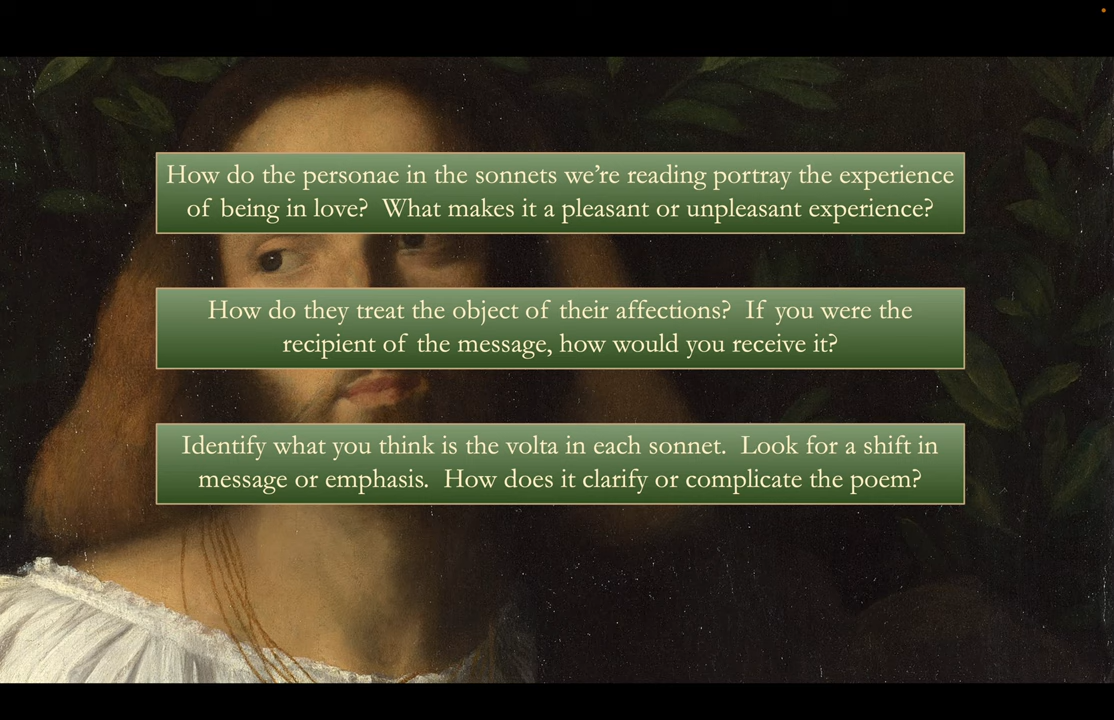 How do the personae in the sonnets we’re reading portray the experience
of being in love?  What makes it a pleasant or unpleasant experience?
How do they treat the object of their affections?  If you were the
recipient of the message, how would you receive it?
Identify what you think is the volta in each sonnet.  Look for a shift in
message or emphasis.  How does it clarify or complicate the poem?